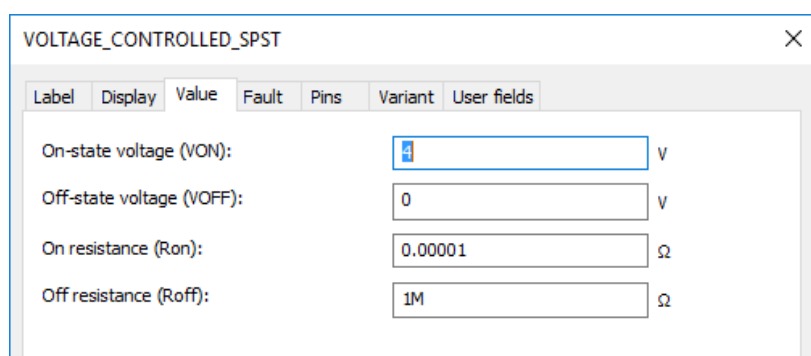 VOLTAGE_CONTROLLED_SPST
Label Display Value Fault Pins Variant User fields
On-state voltage (VON): 4 V
Off-state voltage (VOFF): 0 V
On resistance (Ron): 0.00001 Ω
Off resistance (Roff): 1M Ω